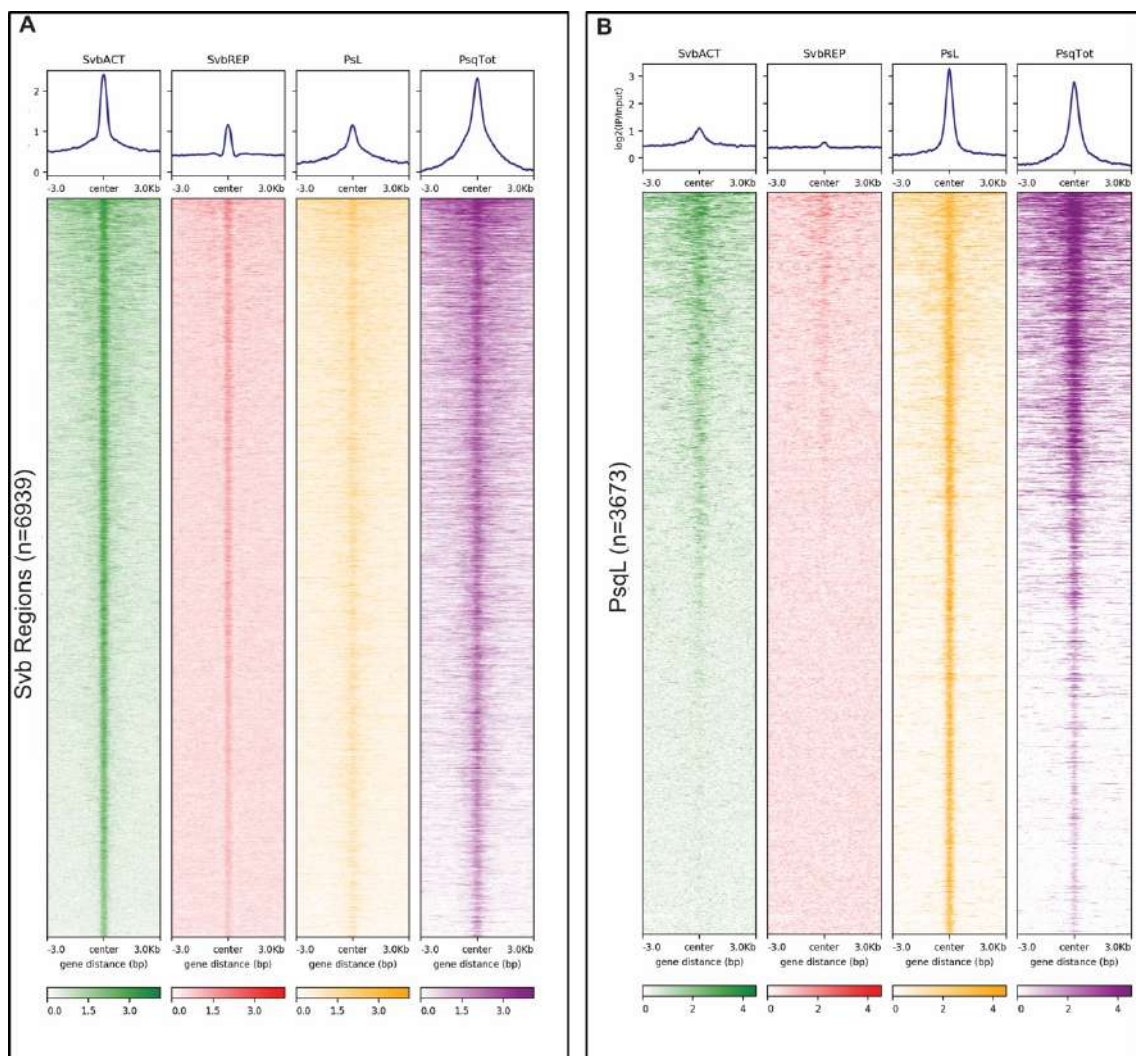 A
SvbACT SvbREP PsL PsqTot
2
1
0
-3.0 center 3.0Kb -3.0 center 3.0Kb -3.0 center 3.0Kb -3.0 center 3.0Kb
Svb Regions (n=6939)
-3.0 center 3.0Kb -3.0 center 3.0Kb -3.0 center 3.0Kb -3.0 center 3.0Kb
gene distance (bp) gene distance (bp) gene distance (bp) gene distance (bp)
0.0 1.5 3.0 0.0 1.5 3.0 0.0 1.5 3.0 0.0 1.5 3.0
B
SvbACT SvbREP PsL PsqTot
log2(IP/Input)
3
2
1
0
-3.0 center 3.0Kb -3.0 center 3.0Kb -3.0 center 3.0Kb -3.0 center 3.0Kb
PsqL (n=3673)
-3.0 center 3.0Kb -3.0 center 3.0Kb -3.0 center 3.0Kb -3.0 center 3.0Kb
gene distance (bp) gene distance (bp) gene distance (bp) gene distance (bp)
0 2 4 0 2 4 0 2 4 0 2 4